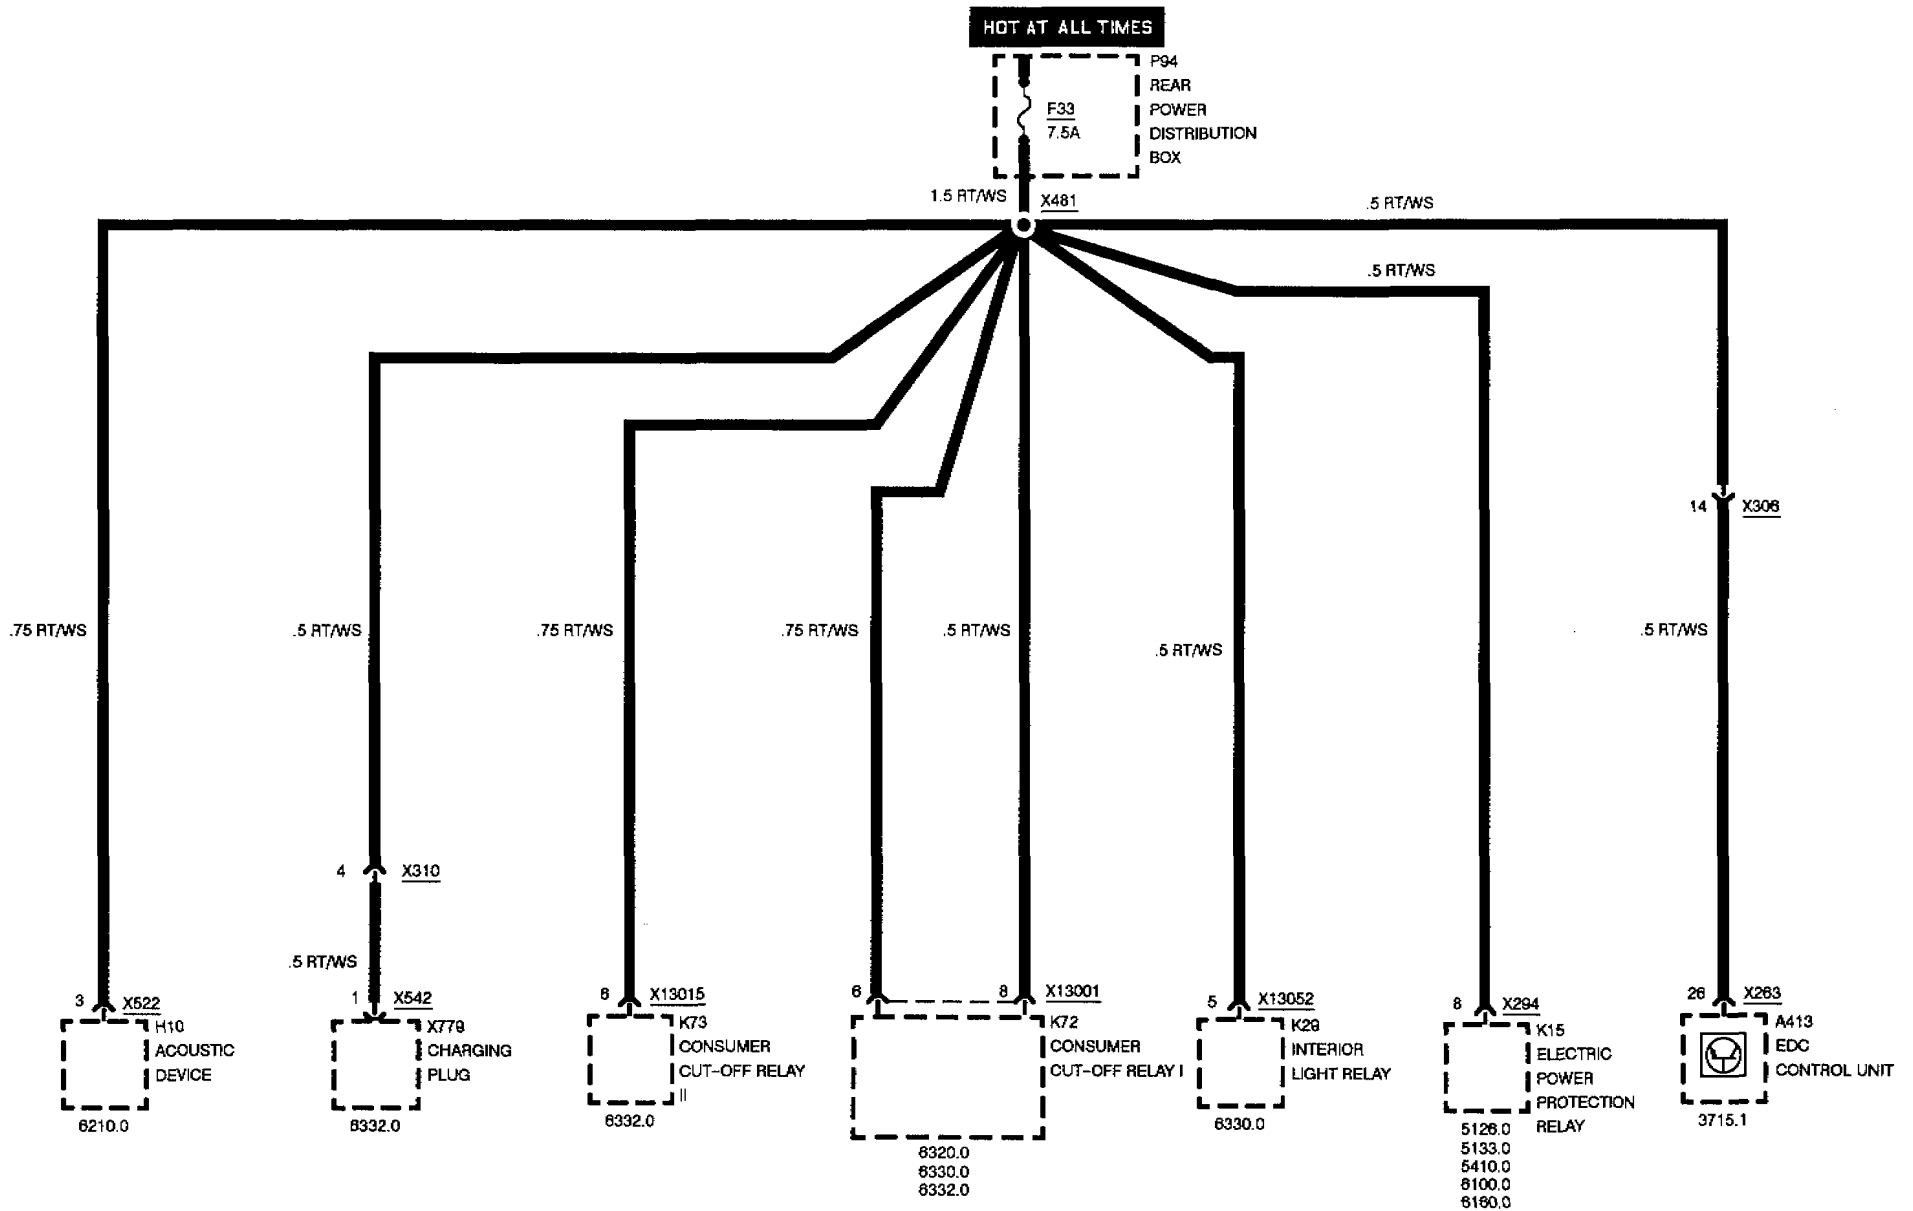 HOT AT ALL TIMES
P94
REAR
POWER
DISTRIBUTION
BOX
F33
7.5A
1.5 RT/WS
X481
.5 RT/WS
.5 RT/WS
14
X306
.75 RT/WS
.5 RT/WS
.75 RT/WS
.75 RT/WS
.5 RT/WS
.5 RT/WS
.5 RT/WS
4
X310
.5 RT/WS
3
X522
H10
ACOUSTIC
DEVICE
6210.0
1
X542
X779
CHARGING
PLUG
6332.0
6
X13015
K73
CONSUMER
CUT-OFF RELAY
II
6332.0
6
8
X13001
K72
CONSUMER
CUT-OFF RELAY I
6320.0
6330.0
6332.0
5
X13052
K29
INTERIOR
LIGHT RELAY
6330.0
8
X294
K15
ELECTRIC
POWER
PROTECTION
RELAY
5126.0
5133.0
5410.0
6100.0
6160.0
26
X263
A413
EDC
CONTROL UNIT
3715.1